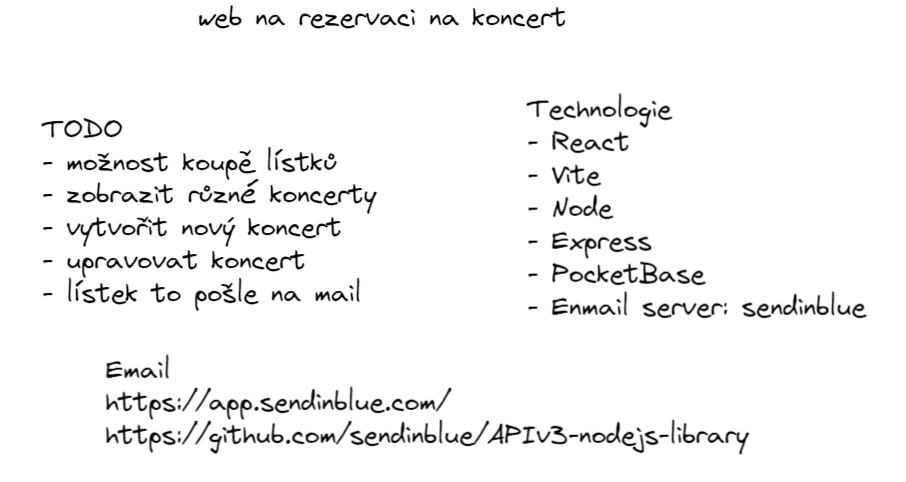 web na rezervaci na koncert
TODO
- možnost koupě lístků
- zobrazit různé koncerty
- vytvořit nový koncert
- upravovat koncert
- lístek to pošle na mail
Technologie
- React
- Vite
- Node
- Express
- PocketBase
- Enmail server: sendinblue
Email
https://app.sendinblue.com/
https://github.com/sendinblue/APIv3-nodejs-library